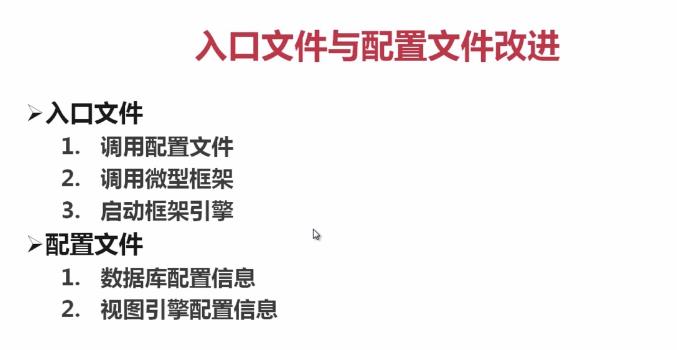 入口文件与配置文件改进
➢入口文件
1. 调用配置文件
2. 调用微型框架
3. 启动框架引擎
➢配置文件
1. 数据库配置信息
2. 视图引擎配置信息